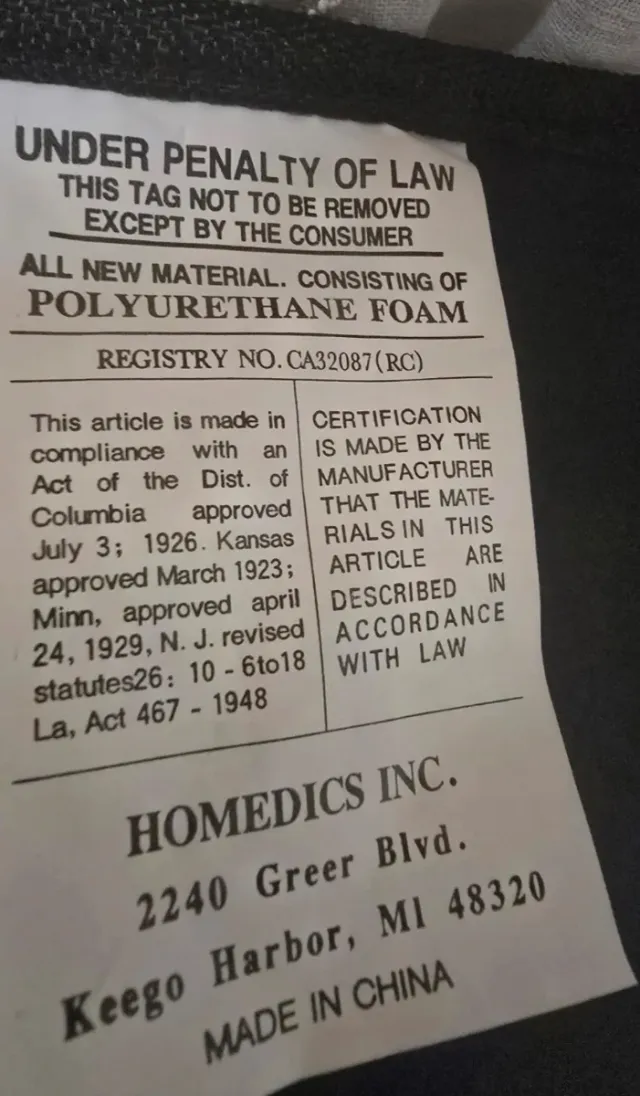 UNDER PENALTY OF LAW
THIS TAG NOT TO BE REMOVED
EXCEPT BY THE CONSUMER
ALL NEW MATERIAL. CONSISTING OF
POLYURETHANE FOAM
REGISTRY NO. CA32087(RC)
This article is made in
compliance with an
Act of the Dist. of
Columbia approved
July 3; 1926. Kansas
approved March 1923;
Minn, approved april
24, 1929, N. J. revised
statutes26: 10 - 6to18
La, Act 467 - 1948
CERTIFICATION
IS MADE BY THE
MANUFACTURER
THAT THE MATE-
RIALS IN THIS
ARTICLE ARE
DESCRIBED IN
ACCORDANCE
WITH LAW
HOMEDICS INC.
2240 Greer Blvd.
Keego Harbor, MI 48320
MADE IN CHINA